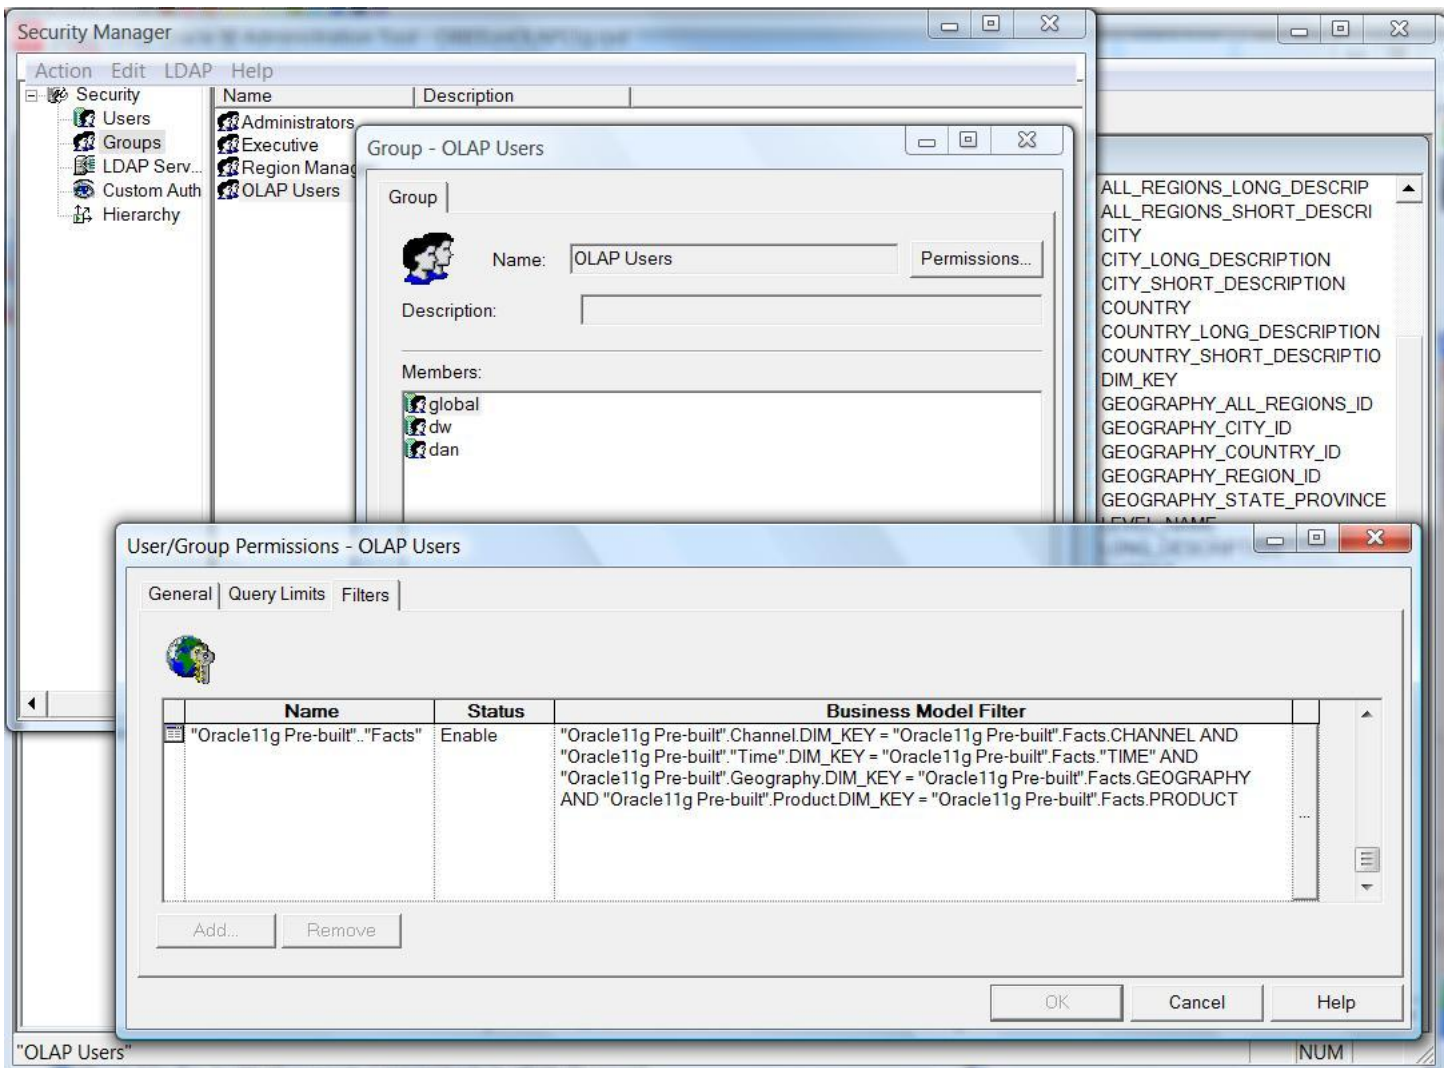 Security Manager
Action Edit LDAP Help
Security
Users
Groups
LDAP Serv...
Custom Auth
Hierarchy
Name Description
Administrators
Executive
Region Manag
OLAP Users
Group - OLAP Users
Group
Name: OLAP Users Permissions...
Description:
Members:
global
dw
dan
ALL_REGIONS_LONG_DESCRIP
ALL_REGIONS_SHORT_DESCRI
CITY
CITY_LONG_DESCRIPTION
CITY_SHORT_DESCRIPTION
COUNTRY
COUNTRY_LONG_DESCRIPTION
COUNTRY_SHORT_DESCRIPTIO
DIM_KEY
GEOGRAPHY_ALL_REGIONS_ID
GEOGRAPHY_CITY_ID
GEOGRAPHY_COUNTRY_ID
GEOGRAPHY_REGION_ID
GEOGRAPHY_STATE_PROVINCE
LEVEL_NAME
User/Group Permissions - OLAP Users
General Query Limits Filters
Name Status Business Model Filter
"Oracle11g Pre-built".."Facts" Enable "Oracle11g Pre-built".Channel.DIM_KEY = "Oracle11g Pre-built".Facts.CHANNEL AND
"Oracle11g Pre-built"."Time".DIM_KEY = "Oracle11g Pre-built".Facts."TIME" AND
"Oracle11g Pre-built".Geography.DIM_KEY = "Oracle11g Pre-built".Facts.GEOGRAPHY
AND "Oracle11g Pre-built".Product.DIM_KEY = "Oracle11g Pre-built".Facts.PRODUCT
...
Add... Remove
OK Cancel Help
"OLAP Users" NUM